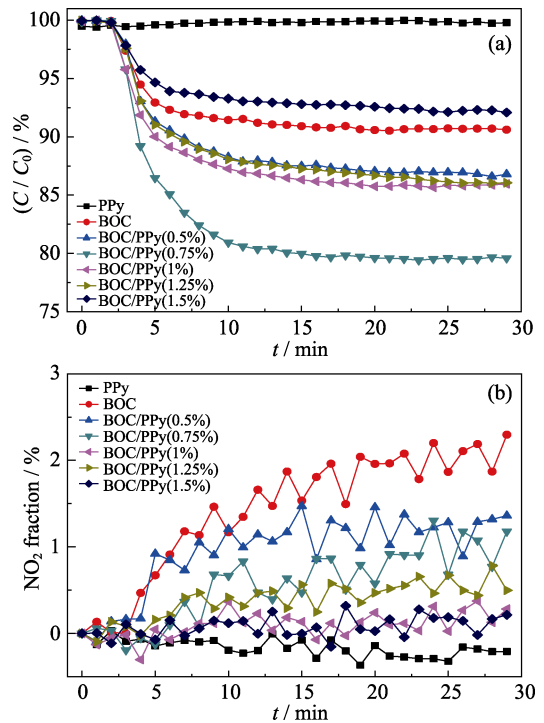 (a)
(C / C0) / %
100
95
90
85
80
75
PPy
BOC
BOC/PPy(0.5%)
BOC/PPy(0.75%)
BOC/PPy(1%)
BOC/PPy(1.25%)
BOC/PPy(1.5%)
0 5 10 15 20 25 30
t / min
(b)
NO2 fraction / %
3
2
1
0
PPy
BOC
BOC/PPy(0.5%)
BOC/PPy(0.75%)
BOC/PPy(1%)
BOC/PPy(1.25%)
BOC/PPy(1.5%)
0 5 10 15 20 25 30
t / min